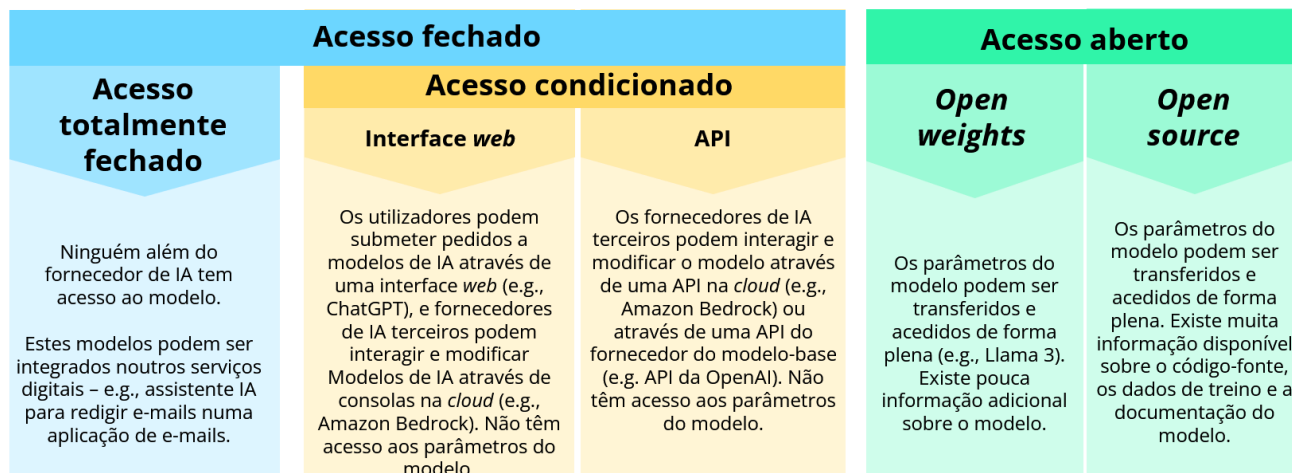 Acesso fechado
Acesso totalmente fechado
Ninguém além do
fornecedor de IA tem
acesso ao modelo.
Estes modelos podem ser
integrados noutros serviços
digitais – e.g., assistente IA
para redigir e-mails numa
aplicação de e-mails.
Acesso condicionado
Interface web
Os utilizadores podem
submeter pedidos a
modelos de IA através de
uma interface web (e.g.,
ChatGPT), e fornecedores
de IA terceiros podem
interagir e modificar
Modelos de IA através de
consolas na cloud (e.g.,
Amazon Bedrock). Não têm
acesso aos parâmetros do
modelo
API
Os fornecedores de IA
terceiros podem interagir e
modificar o modelo através
de uma API na cloud (e.g.,
Amazon Bedrock) ou
através de uma API do
fornecedor do modelo-base
(e.g. API da OpenAI). Não
têm acesso aos parâmetros
do modelo.
Acesso aberto
Open
weights
Os parâmetros do
modelo podem ser
transferidos e
acedidos de forma
plena (e.g., Llama 3).
Existe pouca
informação adicional
sobre o modelo.
Open
source
Os parâmetros do
modelo podem ser
transferidos e
acedidos de forma
plena. Existe muita
informação disponível
sobre o código-fonte,
os dados de treino e a
documentação do
modelo.